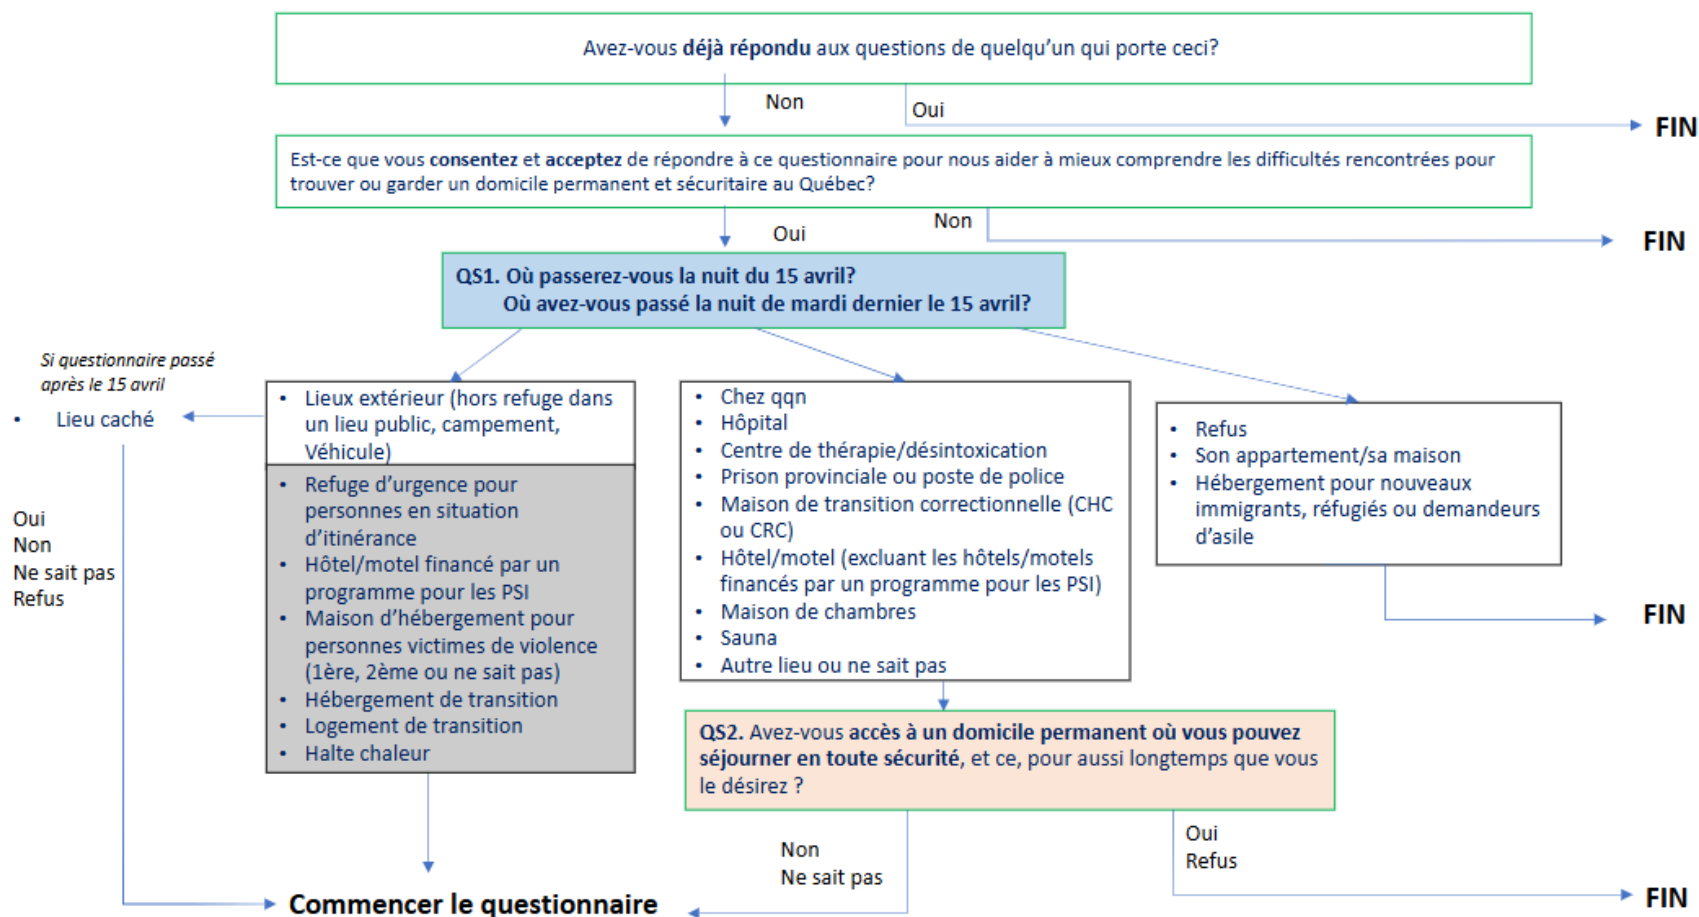 Avez-vous déjà répondu aux questions de quelqu'un qui porte ceci?
Non
Oui
FIN
Est-ce que vous consentez et acceptez de répondre à ce questionnaire pour nous aider à mieux comprendre les difficultés rencontrées pour
trouver ou garder un domicile permanent et sécuritaire au Québec?
Oui
Non
FIN
QS1. Où passerez-vous la nuit du 15 avril?
Où avez-vous passé la nuit de mardi dernier le 15 avril?
Si questionnaire passé
après le 15 avril
• Lieu caché
Oui
Non
Ne sait pas
Refus
• Lieux extérieur (hors refuge dans
un lieu public, campement,
Véhicule)
• Refuge d'urgence pour
personnes en situation
d'itinérance
• Hôtel/motel financé par un
programme pour les PSI
• Maison d'hébergement pour
personnes victimes de violence
(1ère, 2ème ou ne sait pas)
• Hébergement de transition
• Logement de transition
• Halte chaleur
• Chez qqn
• Hôpital
• Centre de thérapie/désintoxication
• Prison provinciale ou poste de police
• Maison de transition correctionnelle (CHC
ou CRC)
• Hôtel/motel (excluant les hôtels/motels
financés par un programme pour les PSI)
• Maison de chambres
• Sauna
• Autre lieu ou ne sait pas
• Refus
• Son appartement/sa maison
• Hébergement pour nouveaux
immigrants, réfugiés ou demandeurs
d'asile
FIN
QS2. Avez-vous accès à un domicile permanent où vous pouvez
séjourner en toute sécurité, et ce, pour aussi longtemps que vous
le désirez ?
Non
Ne sait pas
Oui
Refus
FIN
Commencer le questionnaire